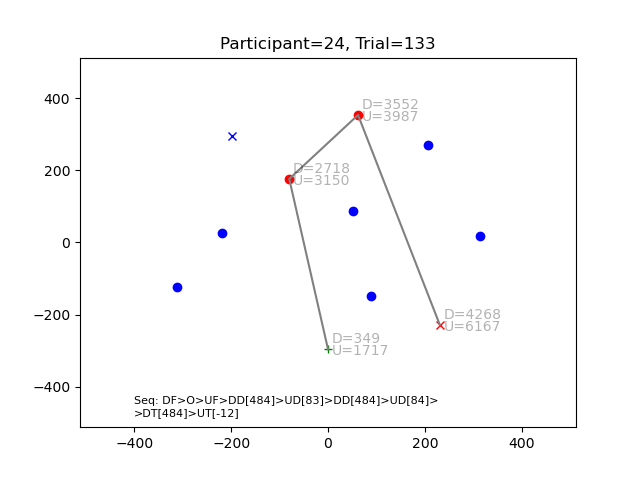 Participant=24, Trial=133
400
200
0
−200
−400
D=3552
U=3987
D=2718
U=3150
D=4268
U=6167
D=349
U=1717
Seq: DF>O>UF>DD[484]>UD[83]>DD[484]>UD[84]>
>DT[484]>UT[-12]
−400 −200 0 200 400